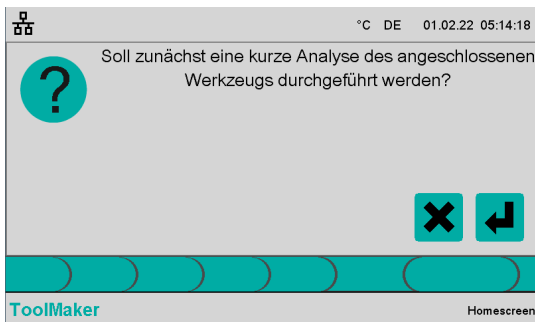 °C DE 01.02.22 05:14:18
Soll zunächst eine kurze Analyse des angeschlossenen
Werkzeugs durchgeführt werden?
?
ToolMaker Homescreen